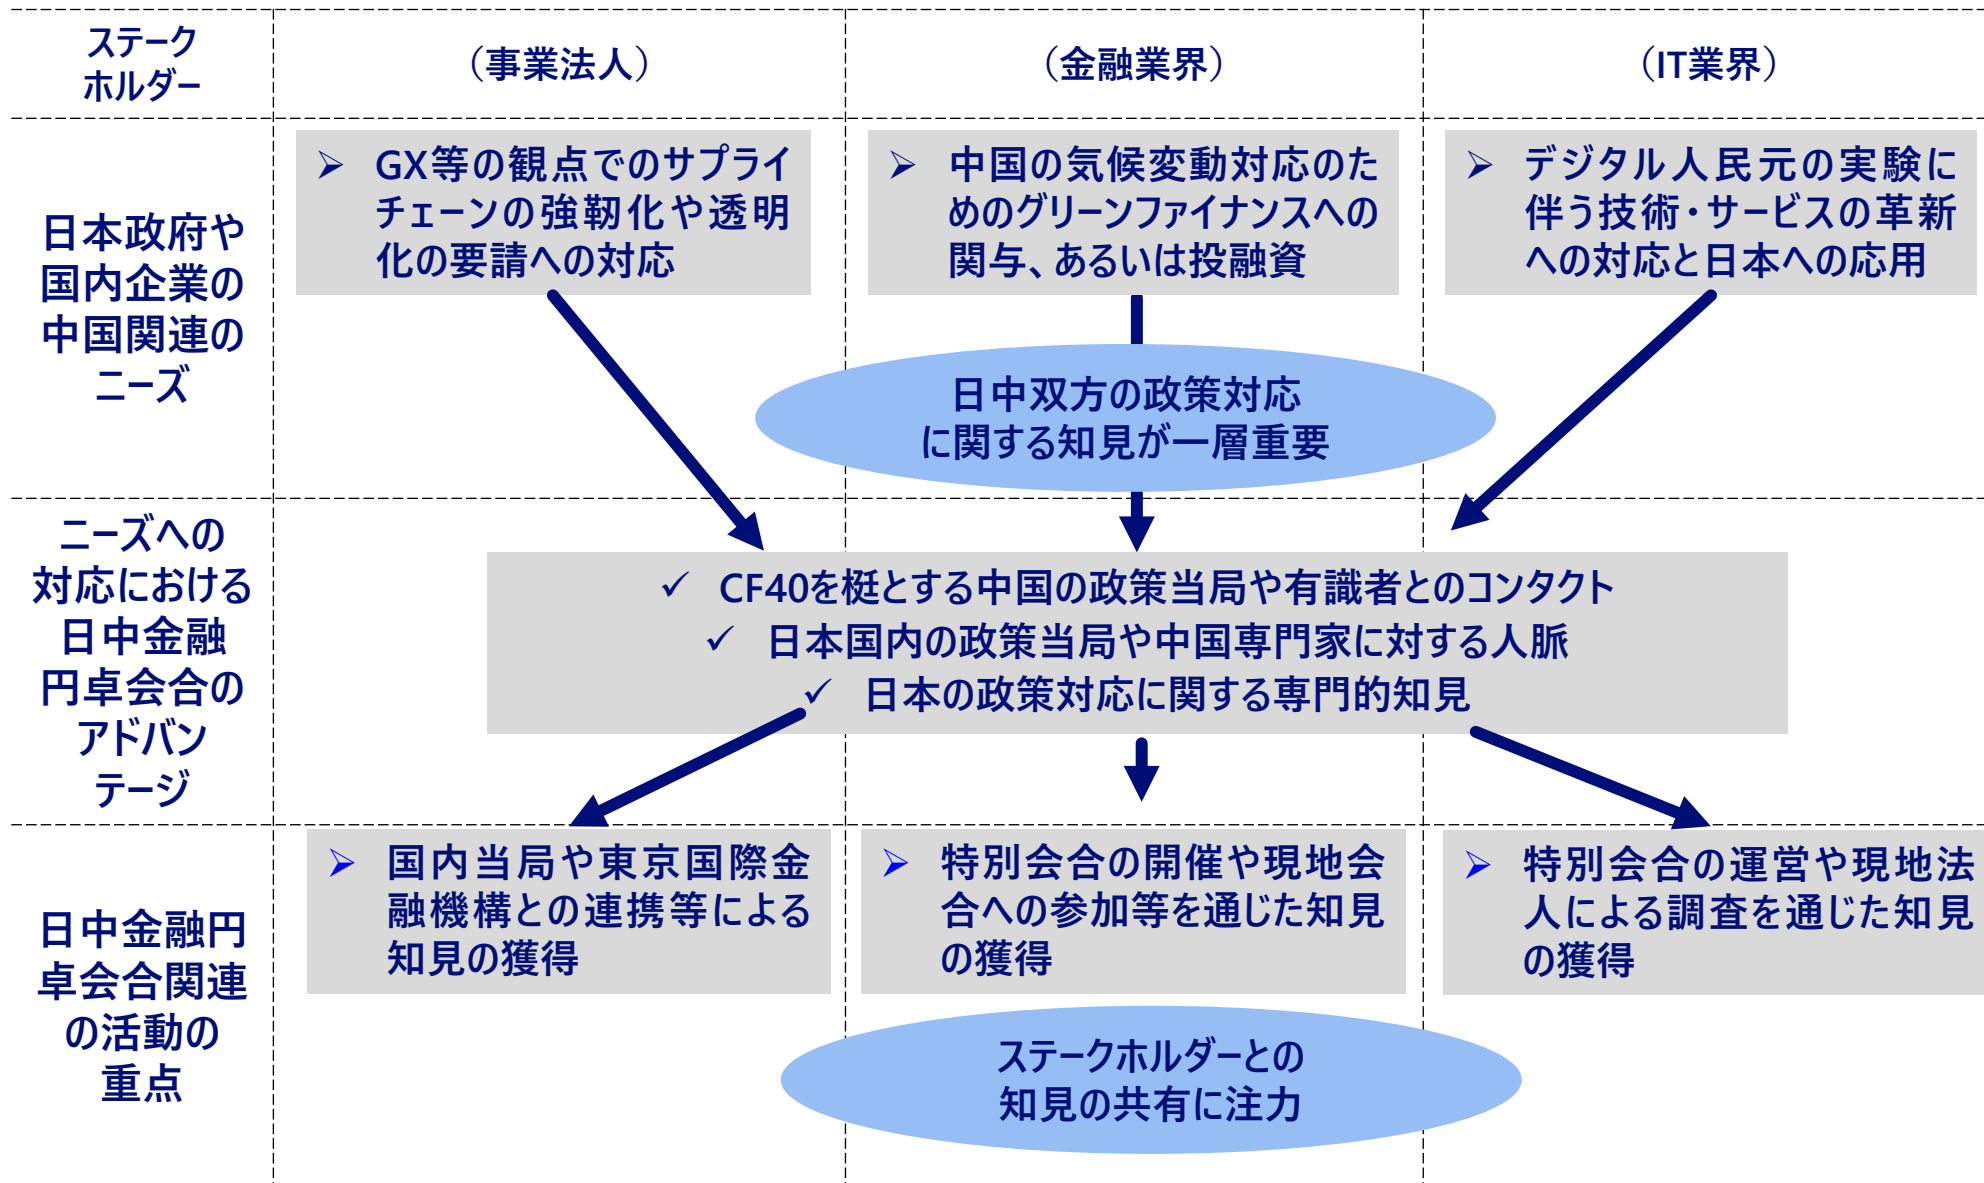 ステーク
ホルダー
（事業法人）
（金融業界）
（IT業界）
日本政府や
国内企業の
中国関連の
ニーズ
➢ GX等の観点でのサプライ
チェーンの強靭化や透明
化の要請への対応
➢ 中国の気候変動対応のた
めのグリーンファイナンスへの
関与、あるいは投融資
➢ デジタル人民元の実験に
伴う技術・サービスの革新
への対応と日本への応用
日中双方の政策対応
に関する知見が一層重要
ニーズへの
対応における
日中金融
円卓会合の
アドバン
テージ
✓ CF40を梃とする中国の政策当局や有識者とのコンタクト
✓ 日本国内の政策当局や中国専門家に対する人脈
✓ 日本の政策対応に関する専門的知見
日中金融円
卓会合関連
の活動の
重点
➢ 国内当局や東京国際金
融機構との連携等による
知見の獲得
➢ 特別会合の開催や現地会
合への参加等を通じた知見
の獲得
➢ 特別会合の運営や現地法
人による調査を通じた知見
の獲得
ステークホルダーとの
知見の共有に注力